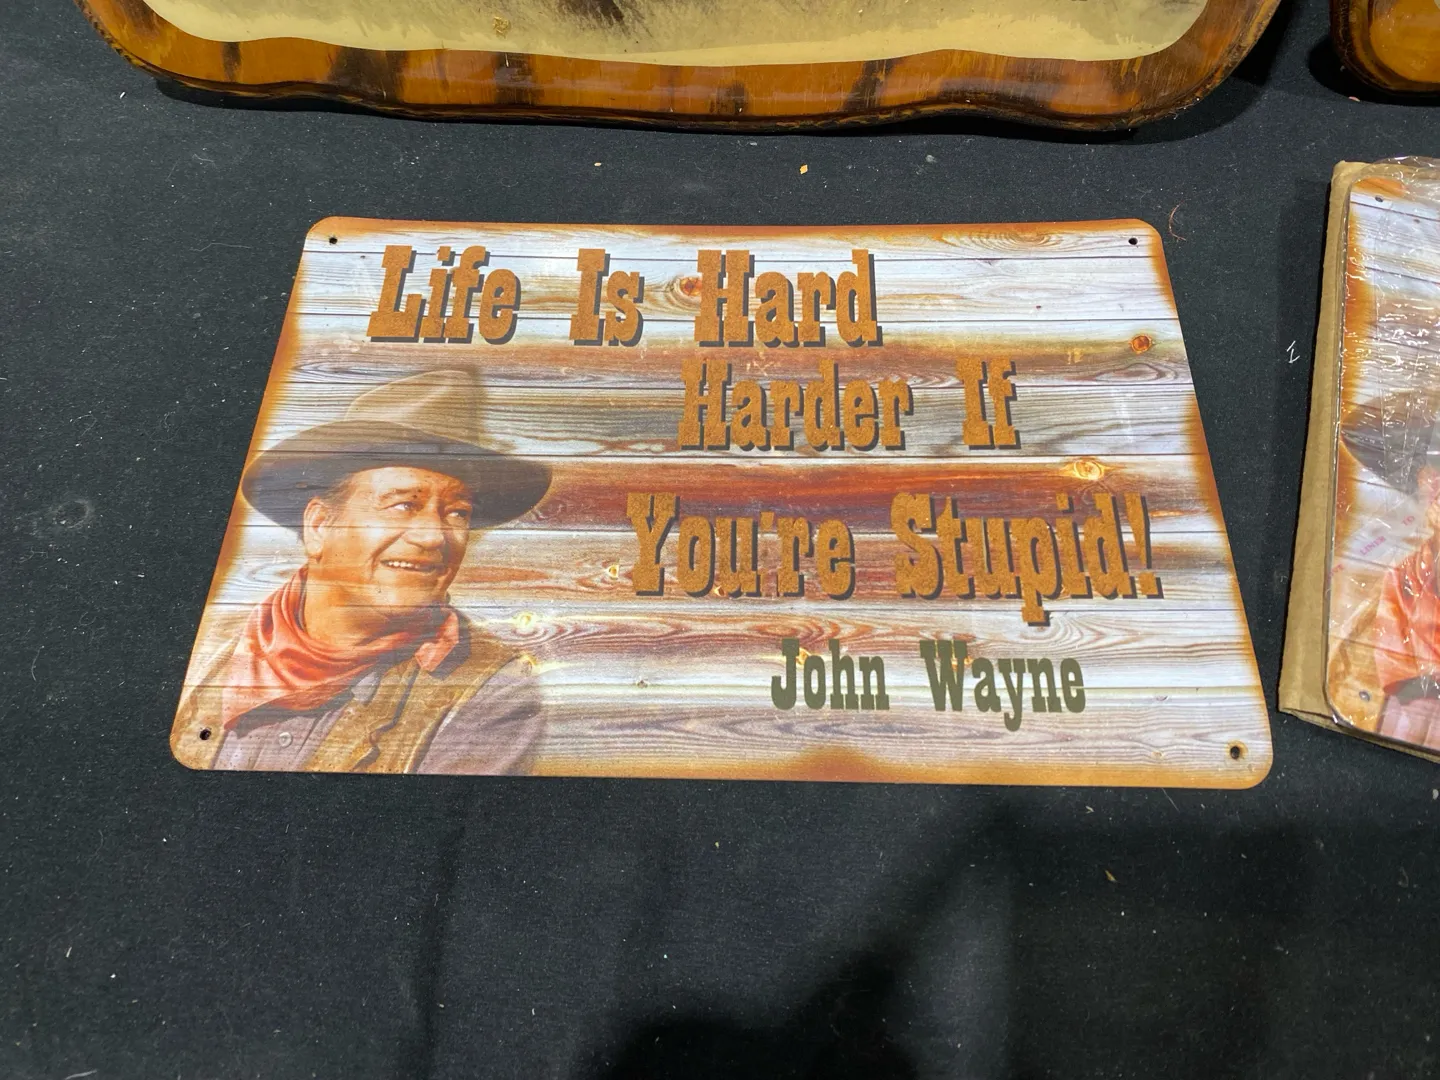 Life Is Hard
Harder If
You're Stupid!
John Wayne